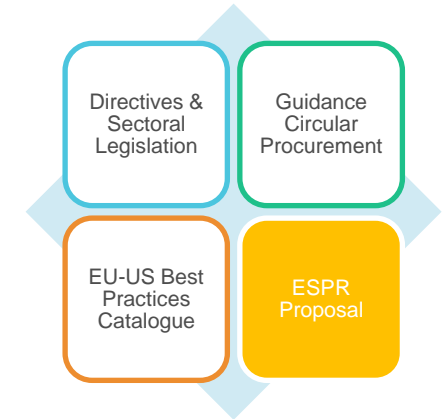 Directives &
Sectoral
Legislation
Guidance
Circular
Procurement
EU-US Best
Practices
Catalogue
ESPR
Proposal